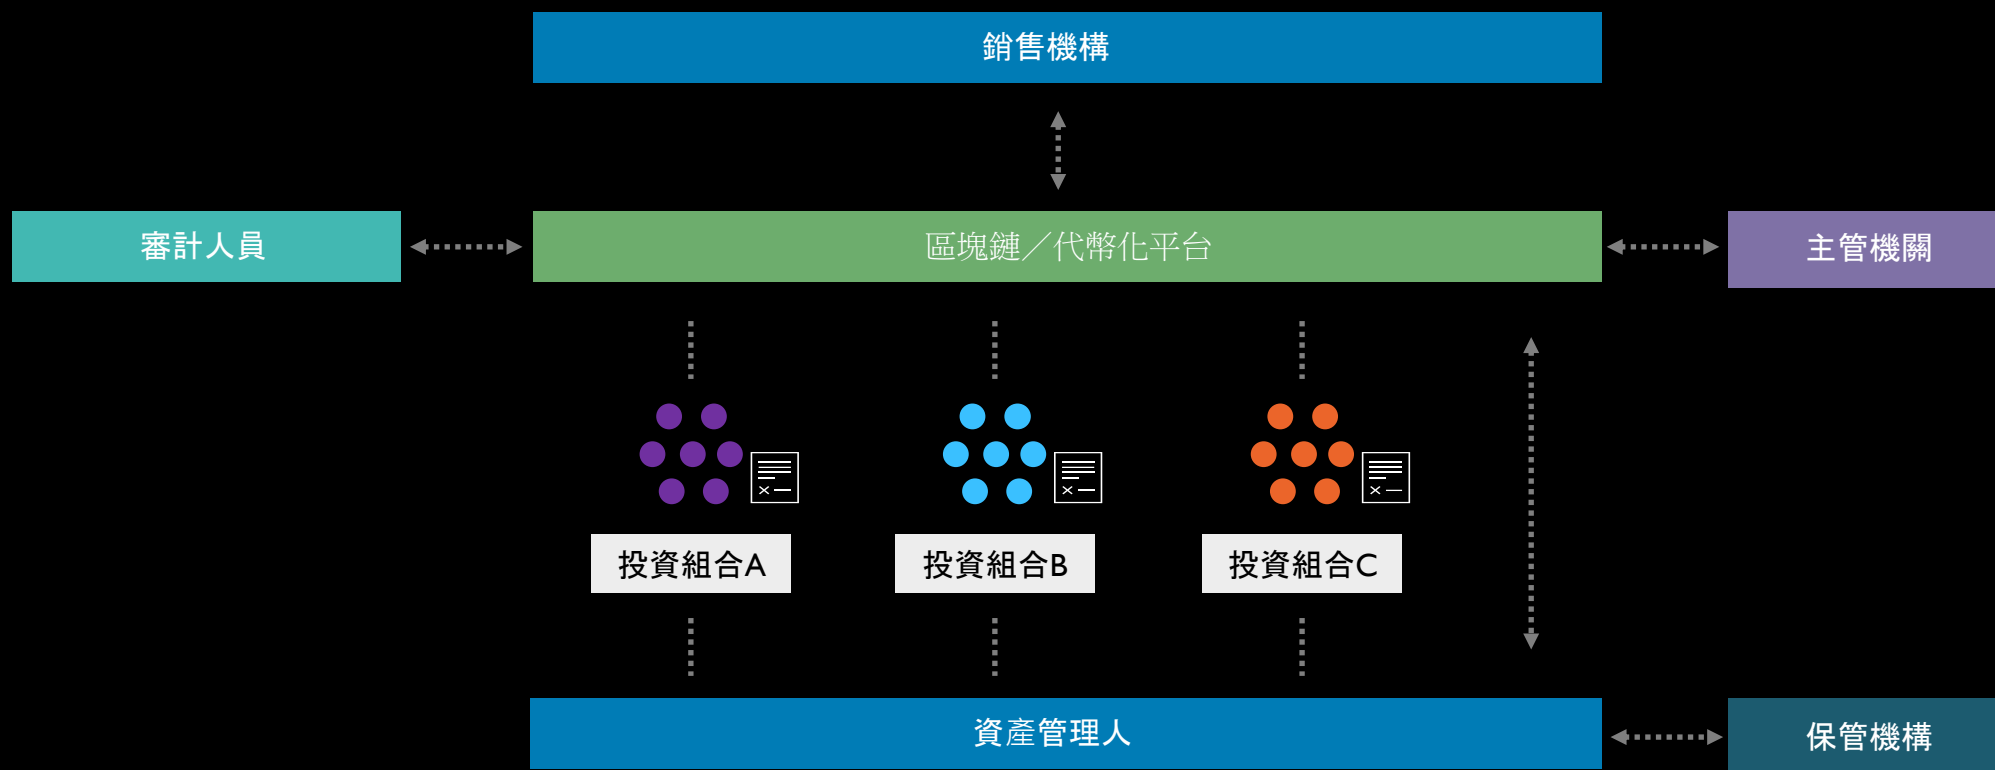 銷售機構
審計人員
區塊鏈／代幣化平台
主管機關
投資組合A
投資組合B
投資組合C
資產管理人
保管機構